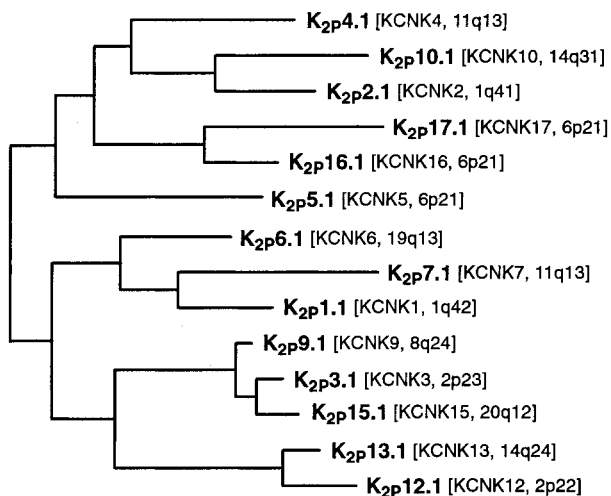 K2P4.1 [KCNK4, 11q13]
K2P10.1 [KCNK10, 14q31]
K2P2.1 [KCNK2, 1q41]
K2P17.1 [KCNK17, 6p21]
K2P16.1 [KCNK16, 6p21]
K2P5.1 [KCNK5, 6p21]
K2P6.1 [KCNK6, 19q13]
K2P7.1 [KCNK7, 11q13]
K2P1.1 [KCNK1, 1q42]
K2P9.1 [KCNK9, 8q24]
K2P3.1 [KCNK3, 2p23]
K2P15.1 [KCNK15, 20q12]
K2P13.1 [KCNK13, 14q24]
K2P12.1 [KCNK12, 2p22]